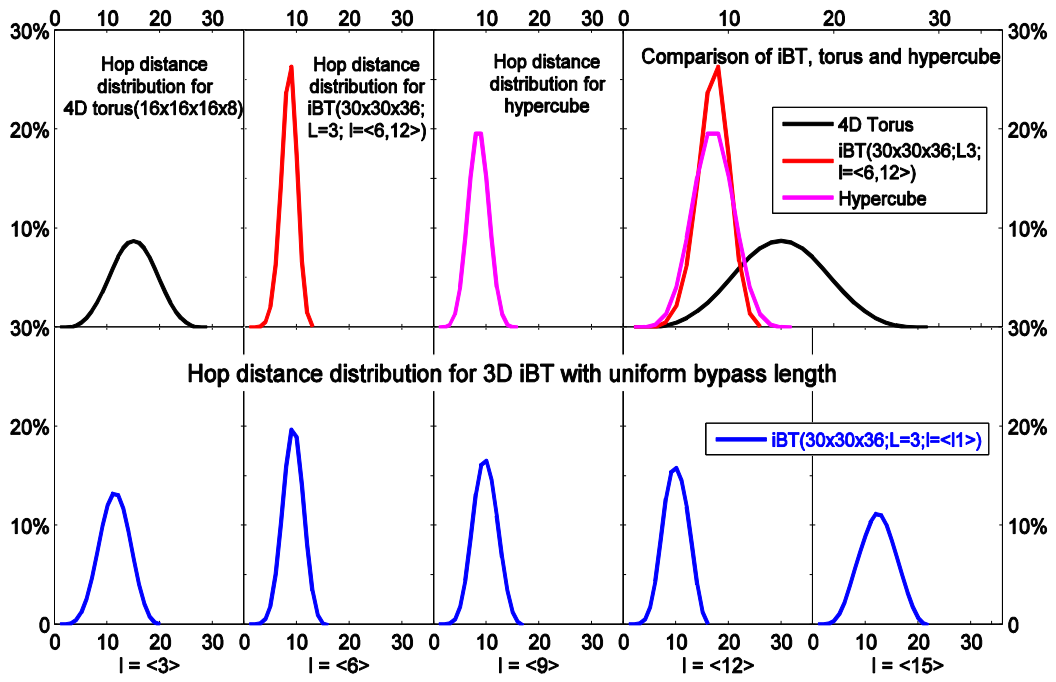 0 10 20 30 0 10 20 30 0 10 20 30 0 10 20 30
30% 30%
Hop distance
distribution for
4D torus(16x16x16x8)
Hop distance
distribution for
iBT(30x30x36;
L=3; l=<6,12>)
Hop distance
distribution for
hypercube
Comparison of iBT, torus and hypercube
4D Torus
iBT(30x30x36;L3;
l=<6,12>)
Hypercube
20% 20%
10% 10%
30% 30%
Hop distance distribution for 3D iBT with uniform bypass length
iBT(30x30x36;L=3;l=<l1>)
20% 20%
10% 10%
0 0
0 10 20 30 0 10 20 30 0 10 20 30 0 10 20 30 0 10 20 30
l = <3> l = <6> l = <9> l = <12> l = <15>